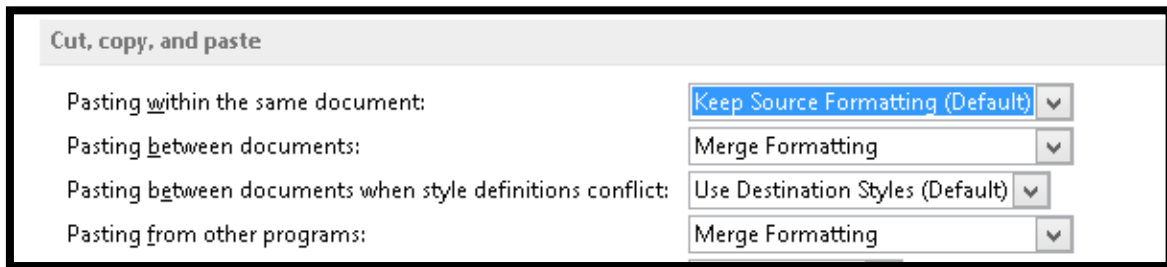 Cut, copy, and paste
Pasting within the same document: Keep Source Formatting (Default)
Pasting between documents: Merge Formatting
Pasting between documents when style definitions conflict: Use Destination Styles (Default)
Pasting from other programs: Merge Formatting